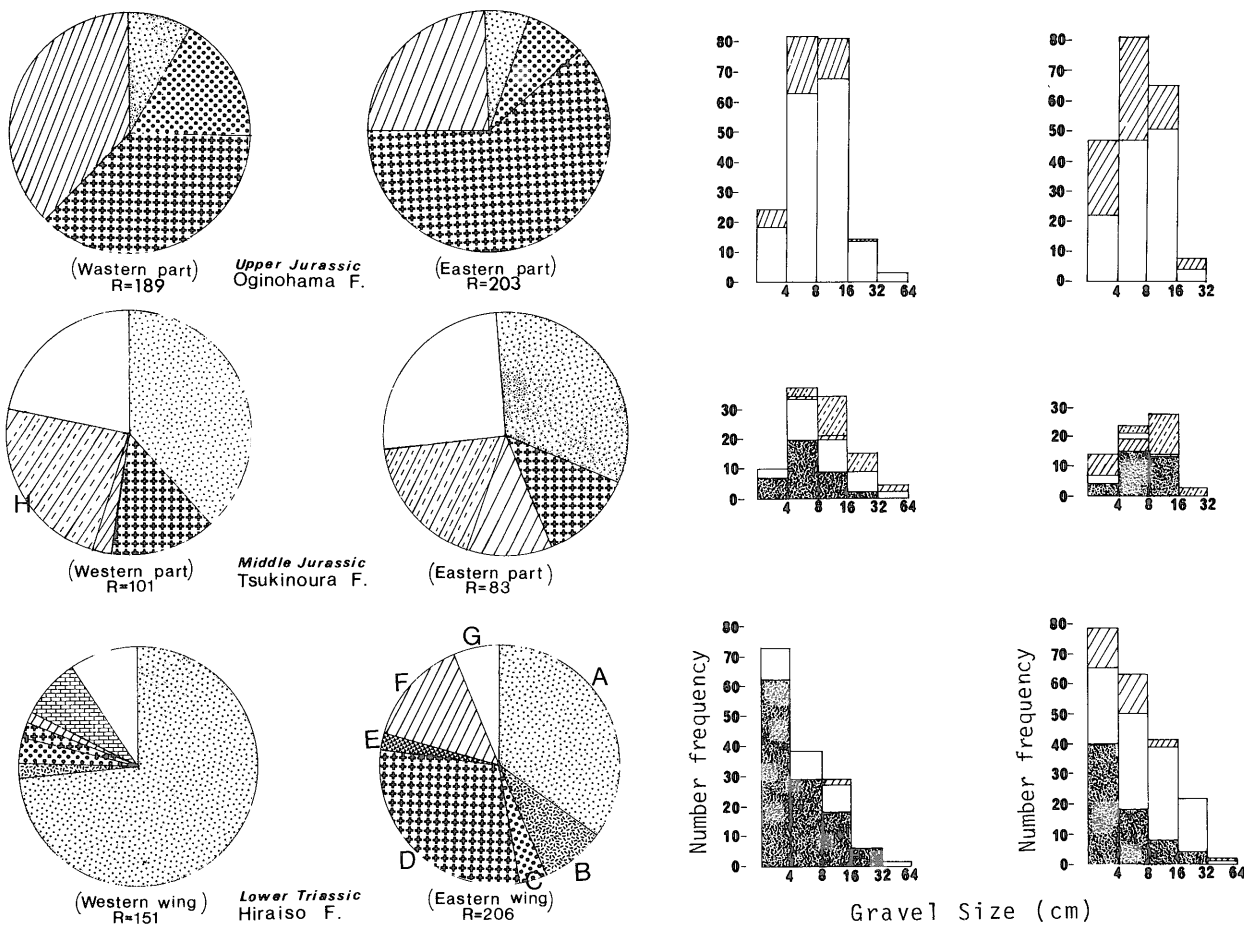 (Wastern part)
R=189
Upper Jurassic
Oginohama F.
(Eastern part)
R=203
80-
70-
60-
50-
40-
30-
20-
10-
0-
4 8 16 32 64
80-
70-
60-
50-
40-
30-
20-
10-
0-
4 8 16 32
H
(Western part)
R=101
Middle Jurassic
Tsukinoura F.
(Eastern part)
R=83
30-
20-
10-
0-
4 8 16 32 64
30-
20-
10-
0-
4 8 16 32
(Western wing)
R=151
Lower Triassic
Hiraiso F.
G
A
F
E
D
C
B
(Eastern wing)
R=206
Number frequency
80-
70-
60-
50-
40-
30-
20-
10-
0-
4 8 16 32 64
Number frequency
80-
70-
60-
50-
40-
30-
20-
10-
0-
4 8 16 32 64
Gravel Size (cm)